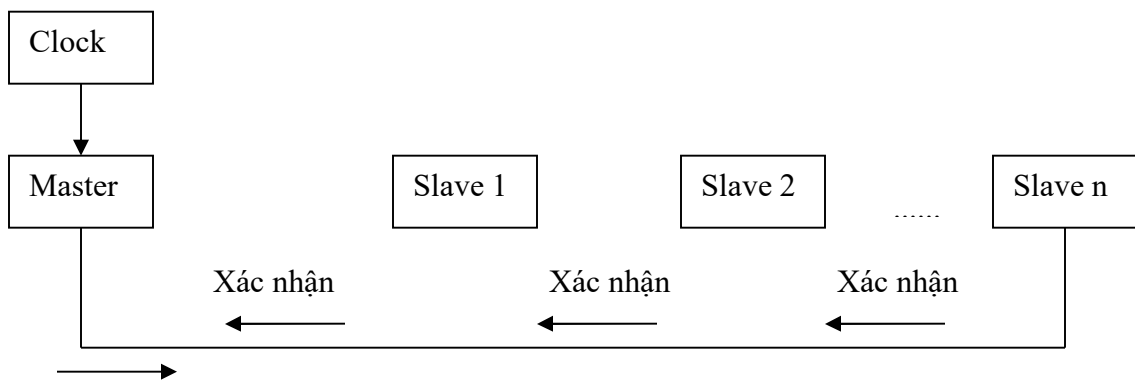 Clock
Master
Slave 1
Slave 2
......
Slave n
Xác nhận
Xác nhận
Xác nhận